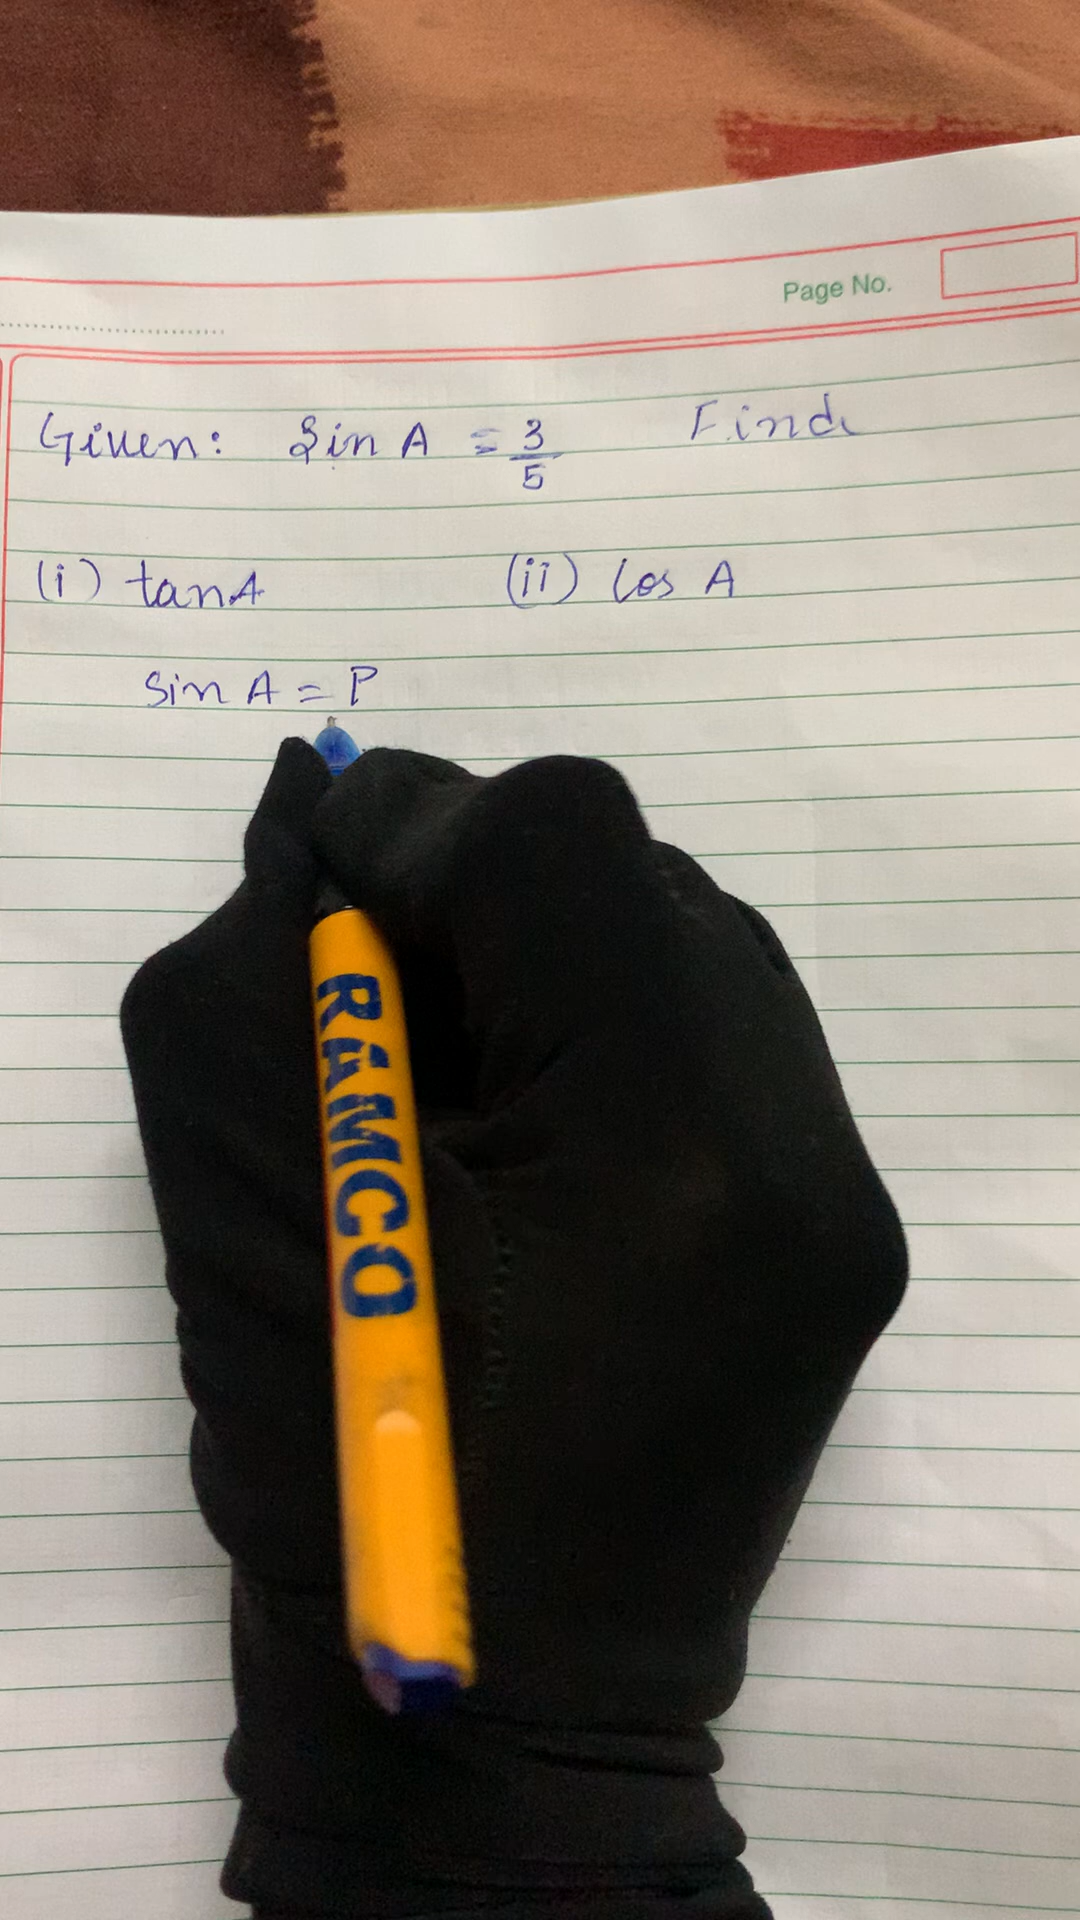 Page No.
Given: Sin A = 3/5 Find
(i) tanA (ii) Cos A
Sin A = P
RAMCO